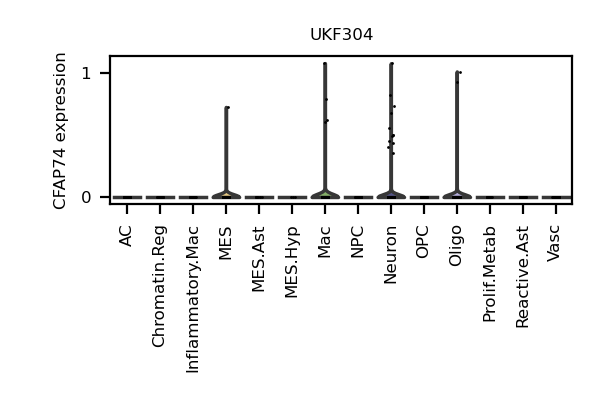 UKF304
CFAP74 expression
1
0
AC
Chromatin.Reg
Inflammatory.Mac
MES
MES.Ast
MES.Hyp
Mac
NPC
Neuron
OPC
Oligo
Prolif.Metab
Reactive.Ast
Vasc